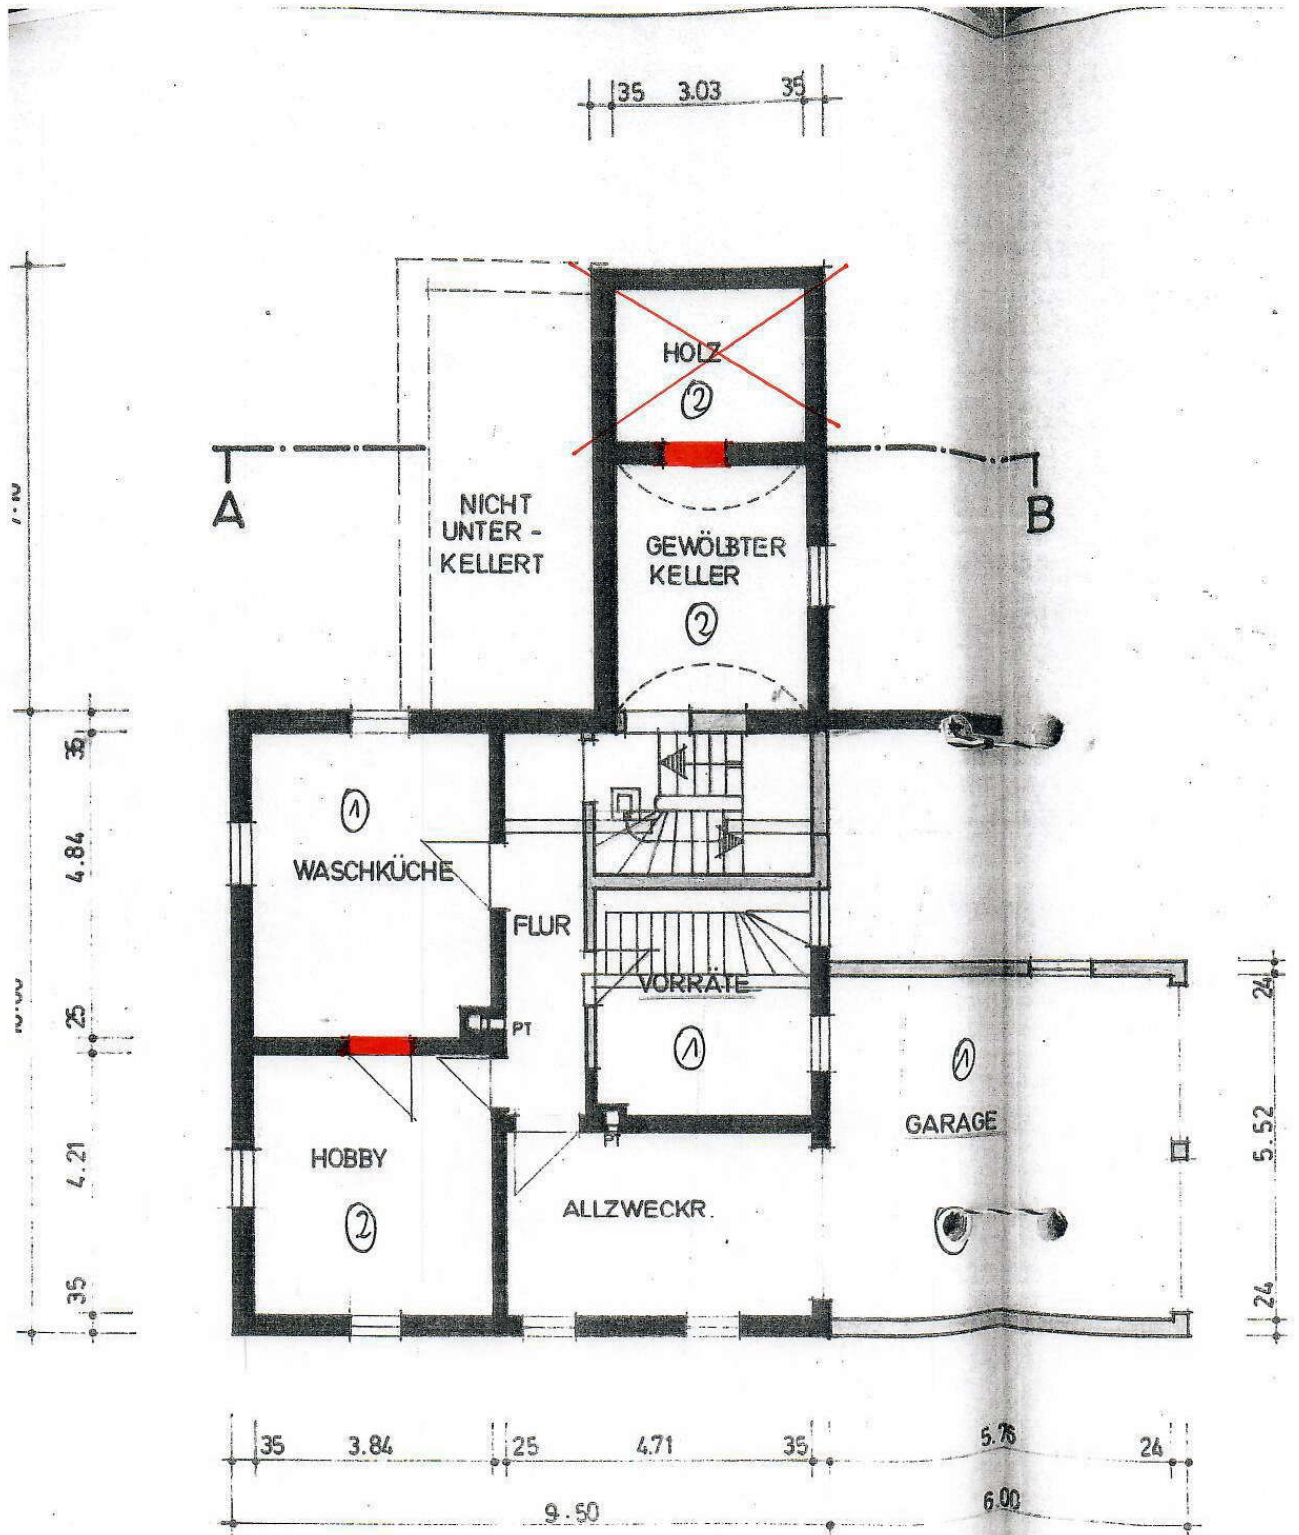 35 3.03 35
HOLZ
2
A
NICHT
UNTER -
KELLERT
B
GEWÖLBTER
KELLER
2
35
4.84
25
4.21
35
1
WASCHKÜCHE
FLUR
VORRÄTE
1
PT
PT
1
GARAGE
HOBBY
2
ALLZWECKR.
24
5.52
24
35 3.84 25 4.71 35 5.76 24
9.50 6.00